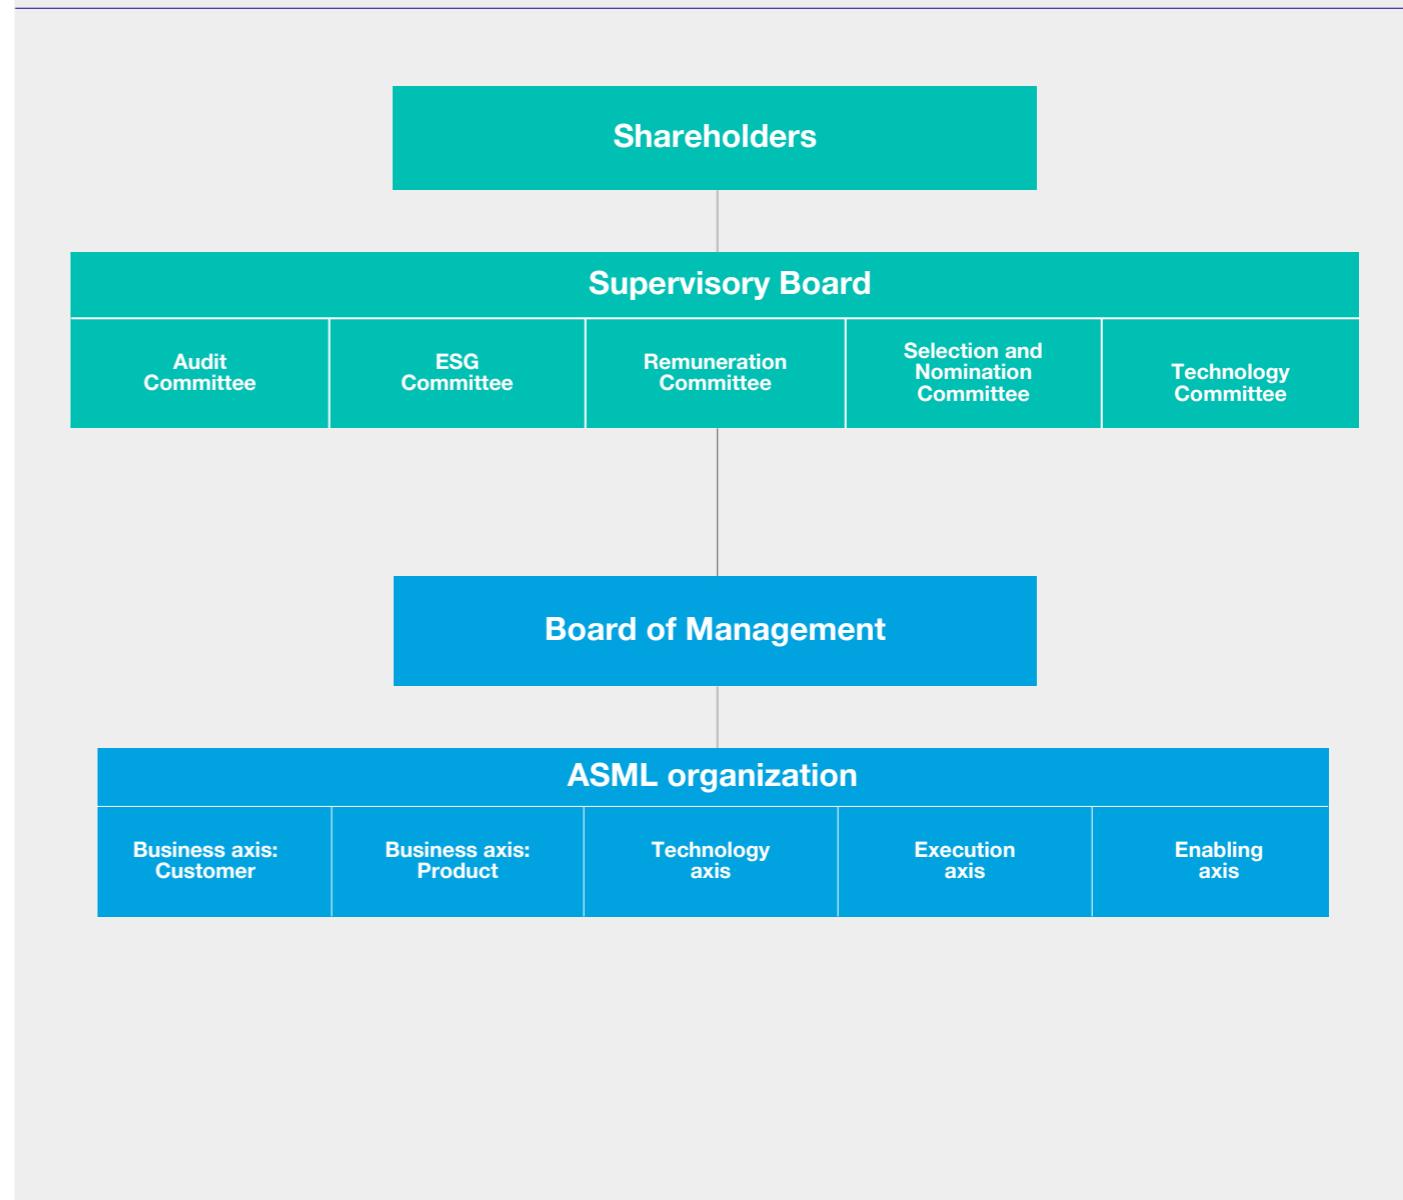 Shareholders
Supervisory Board
Audit
Committee
ESG
Committee
Remuneration
Committee
Selection and
Nomination
Committee
Technology
Committee
Board of Management
ASML organization
Business axis:
Customer
Business axis:
Product
Technology
axis
Execution
axis
Enabling
axis